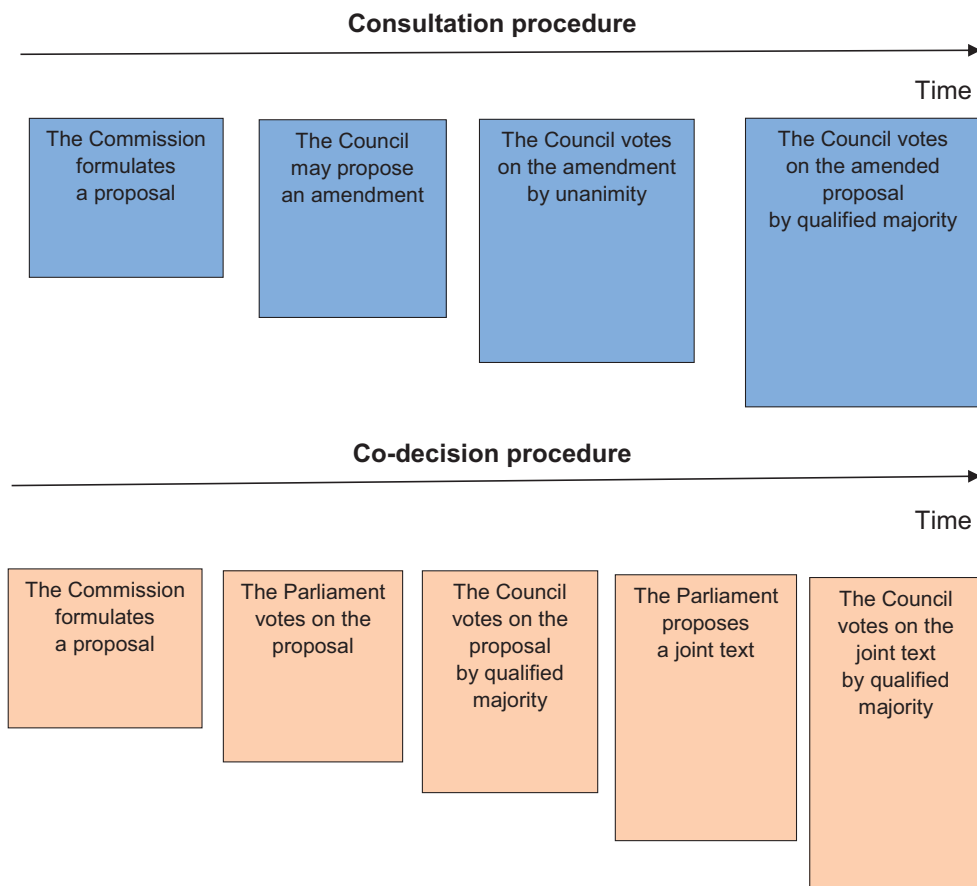 Consultation procedure
Time
The Commission
formulates
a proposal
The Council
may propose
an amendment
The Council votes
on the amendment
by unanimity
The Council votes
on the amended
proposal
by qualified majority
Co-decision procedure
Time
The Commission
formulates
a proposal
The Parliament
votes on the
proposal
The Council
votes on the
proposal
by qualified
majority
The Parliament
proposes
a joint text
The Council
votes on the
joint text
by qualified
majority